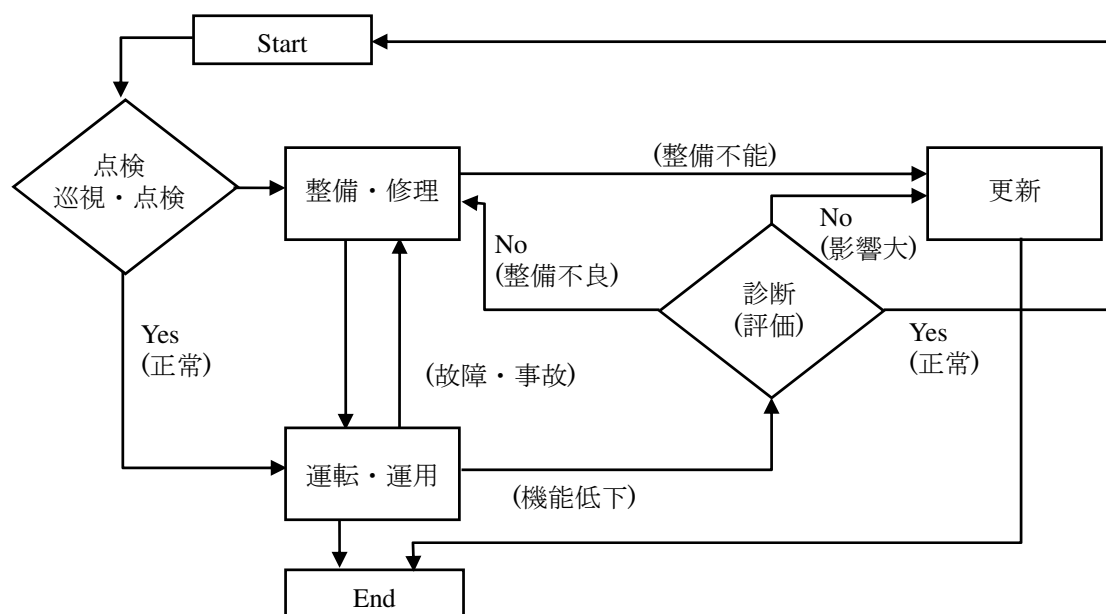 Start
点検
巡視・点検
整備・修理
(整備不能)
更新
No
(影響大)
No
(整備不良)
診断
(評価)
Yes
(正常)
Yes
(正常)
(故障・事故)
運転・運用
(機能低下)
End